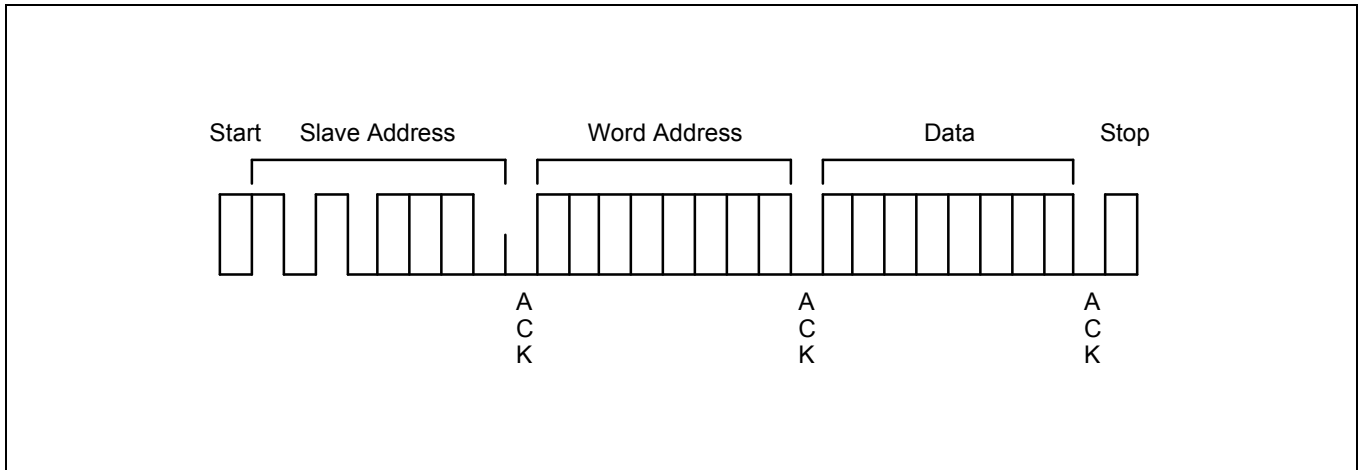 Start Slave Address Word Address Data Stop
A A A
C C C
K K K